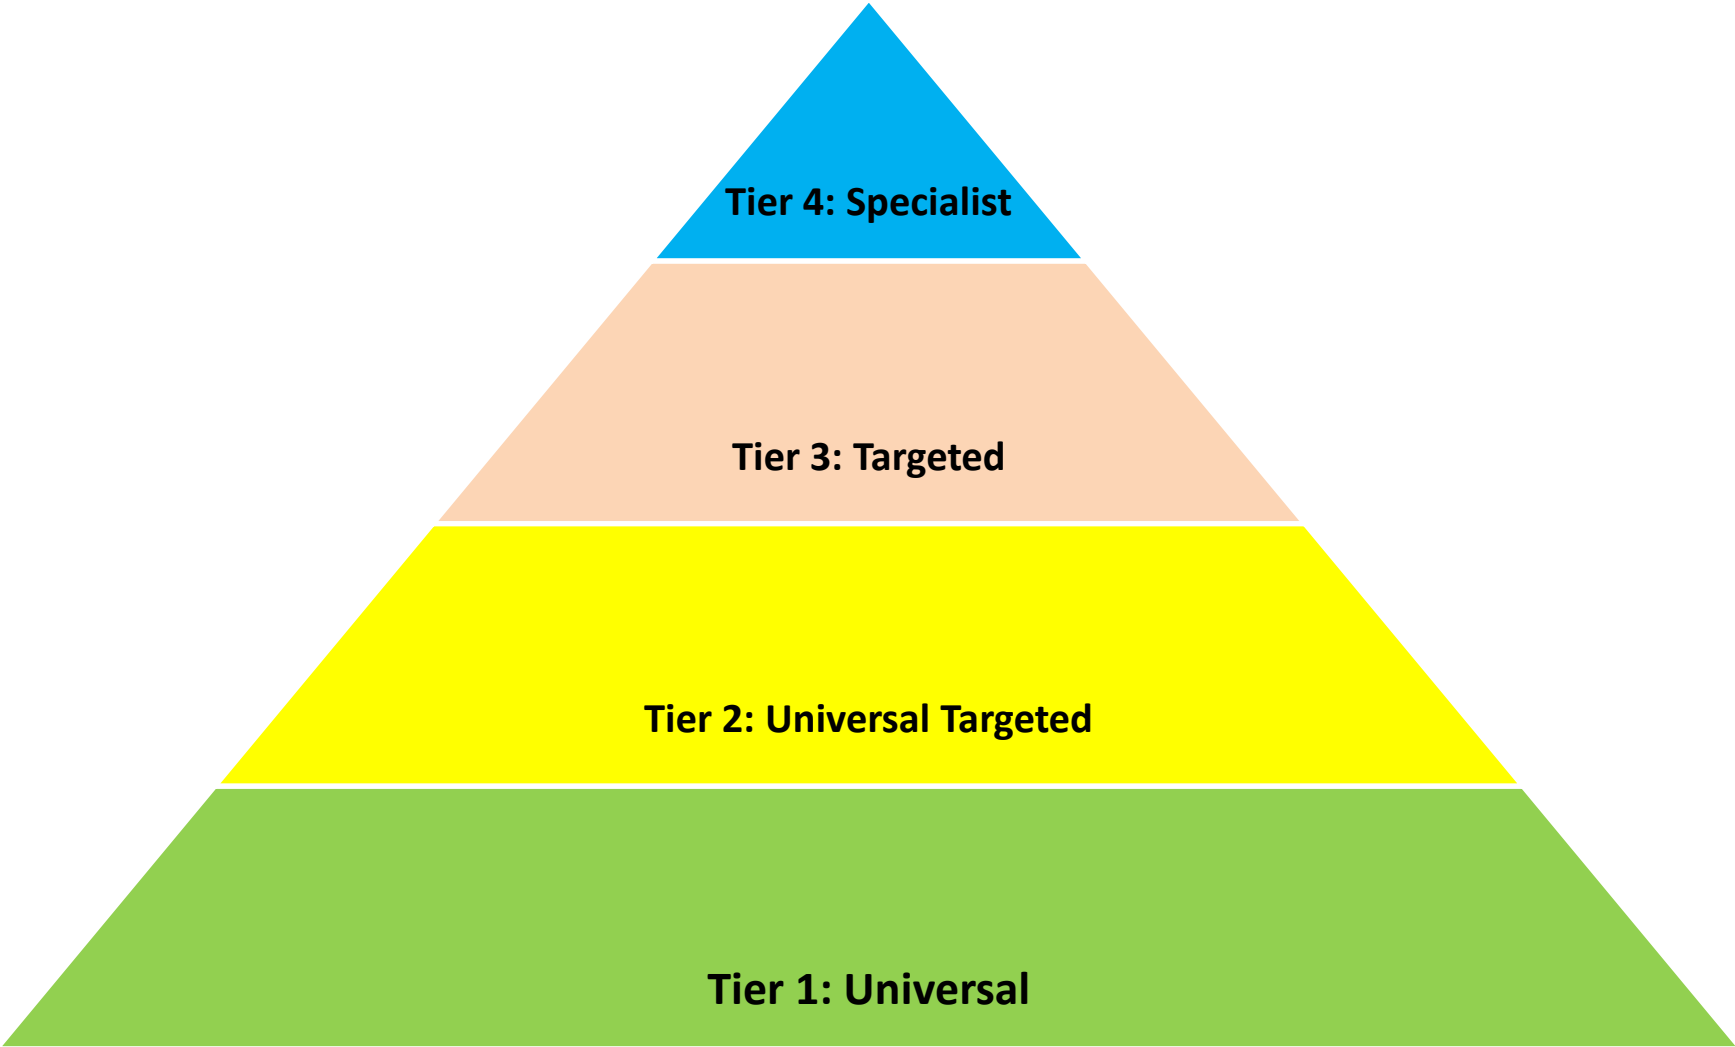 Tier 4: Specialist
Tier 3: Targeted
Tier 2: Universal Targeted
Tier 1: Universal